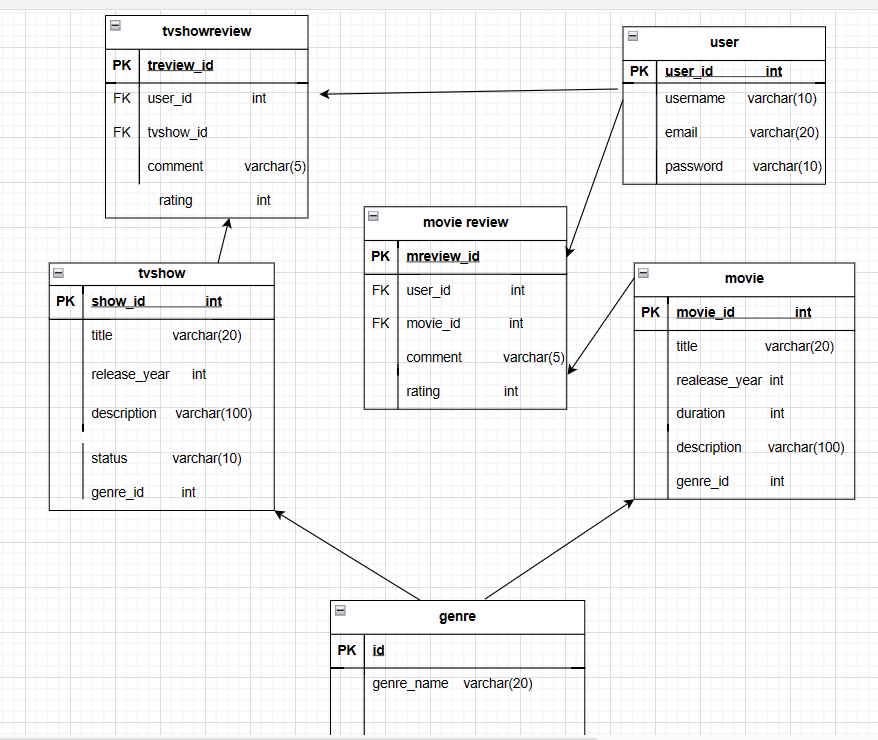 tvshowreview
PK treview_id
FK user_id int
FK tvshow_id
comment varchar(5)
rating int
user
PK user_id int
username varchar(10)
email varchar(20)
password varchar(10)
movie review
PK mreview_id
FK user_id int
FK movie_id int
comment varchar(5)
rating int
tvshow
PK show_id int
title varchar(20)
release_year int
description varchar(100)
status varchar(10)
genre_id int
movie
PK movie_id int
title varchar(20)
realease_year int
duration int
description varchar(100)
genre_id int
genre
PK id
genre_name varchar(20)